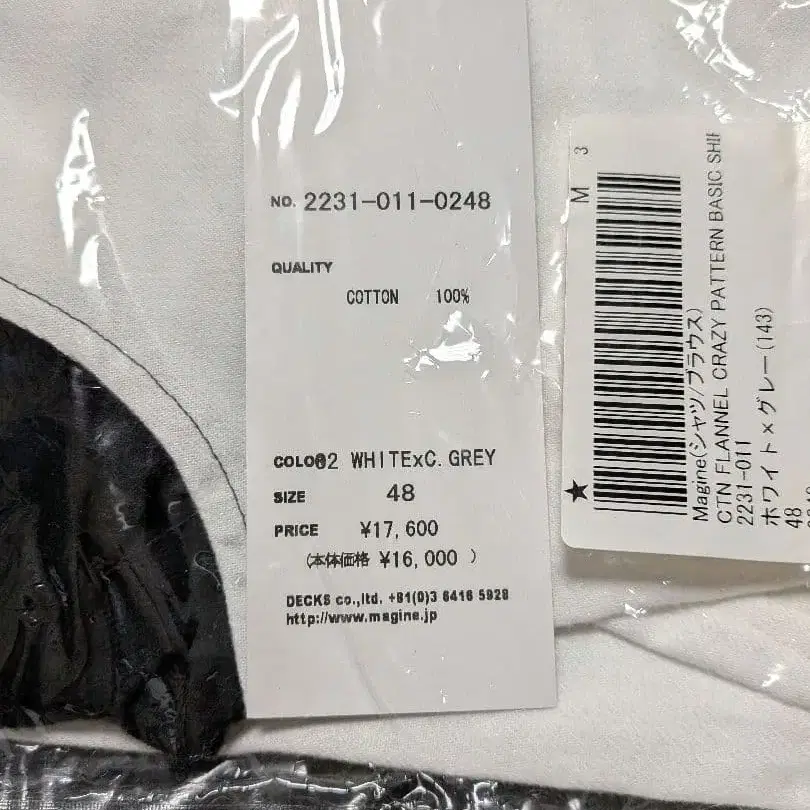 NO. 2231-011-0248
QUALITY
COTTON 100%
COLO02 WHITExC.GREY
SIZE 48
PRICE ¥17,600
(本体価格 ¥16,000 )
DECKS co.,ltd. +81(0)3 6416 5928
http://www.magine.jp
M 3
★
Magine(シャツ/ブラウス)
CTN FLANNEL CRAZY PATTERN BASIC SHIR
2231-011
ホワイト×グレー(143)
48